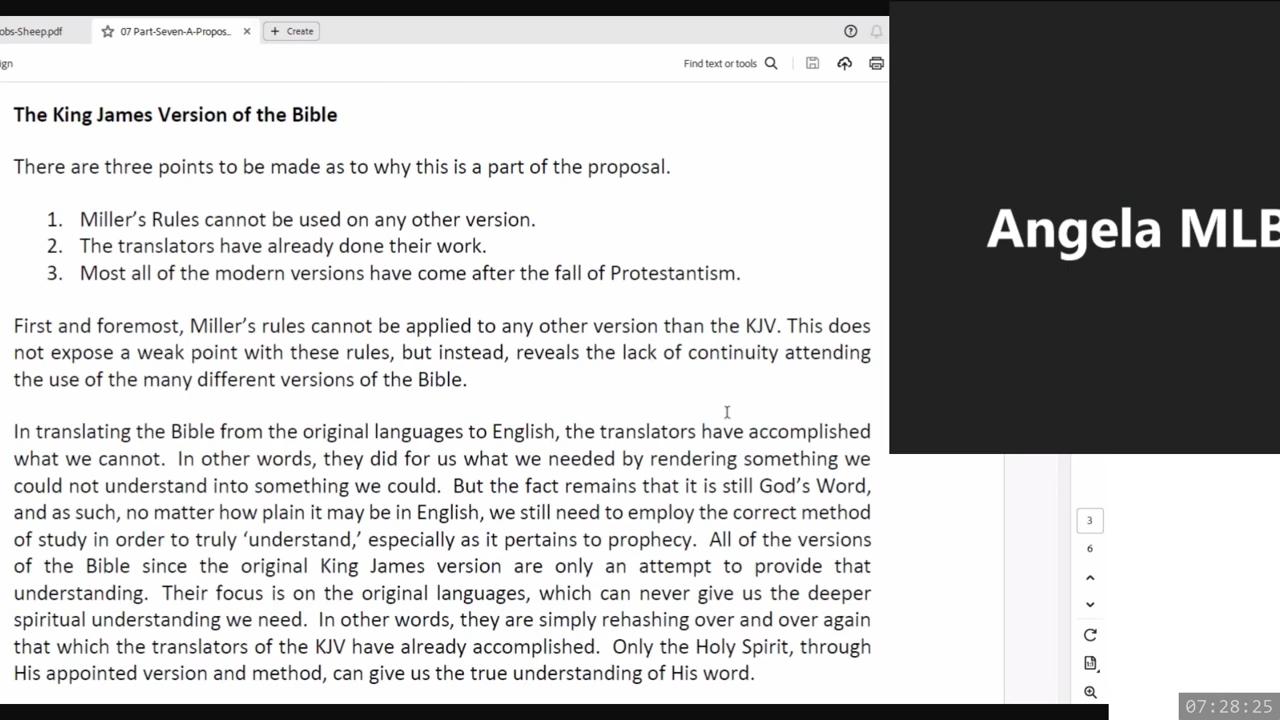 obs-Sheep.pdf
07 Part-Seven-A-Propos...
Create
ign
Find text or tools
The King James Version of the Bible
There are three points to be made as to why this is a part of the proposal.
1. Miller’s Rules cannot be used on any other version.
2. The translators have already done their work.
3. Most all of the modern versions have come after the fall of Protestantism.
First and foremost, Miller’s rules cannot be applied to any other version than the KJV. This does
not expose a weak point with these rules, but instead, reveals the lack of continuity attending
the use of the many different versions of the Bible.
In translating the Bible from the original languages to English, the translators have accomplished
what we cannot. In other words, they did for us what we needed by rendering something we
could not understand into something we could. But the fact remains that it is still God’s Word,
and as such, no matter how plain it may be in English, we still need to employ the correct method
of study in order to truly ‘understand,’ especially as it pertains to prophecy. All of the versions
of the Bible since the original King James version are only an attempt to provide that
understanding. Their focus is on the original languages, which can never give us the deeper
spiritual understanding we need. In other words, they are simply rehashing over and over again
that which the translators of the KJV have already accomplished. Only the Holy Spirit, through
His appointed version and method, can give us the true understanding of His word.
Angela MLB
3
6
07:28:25